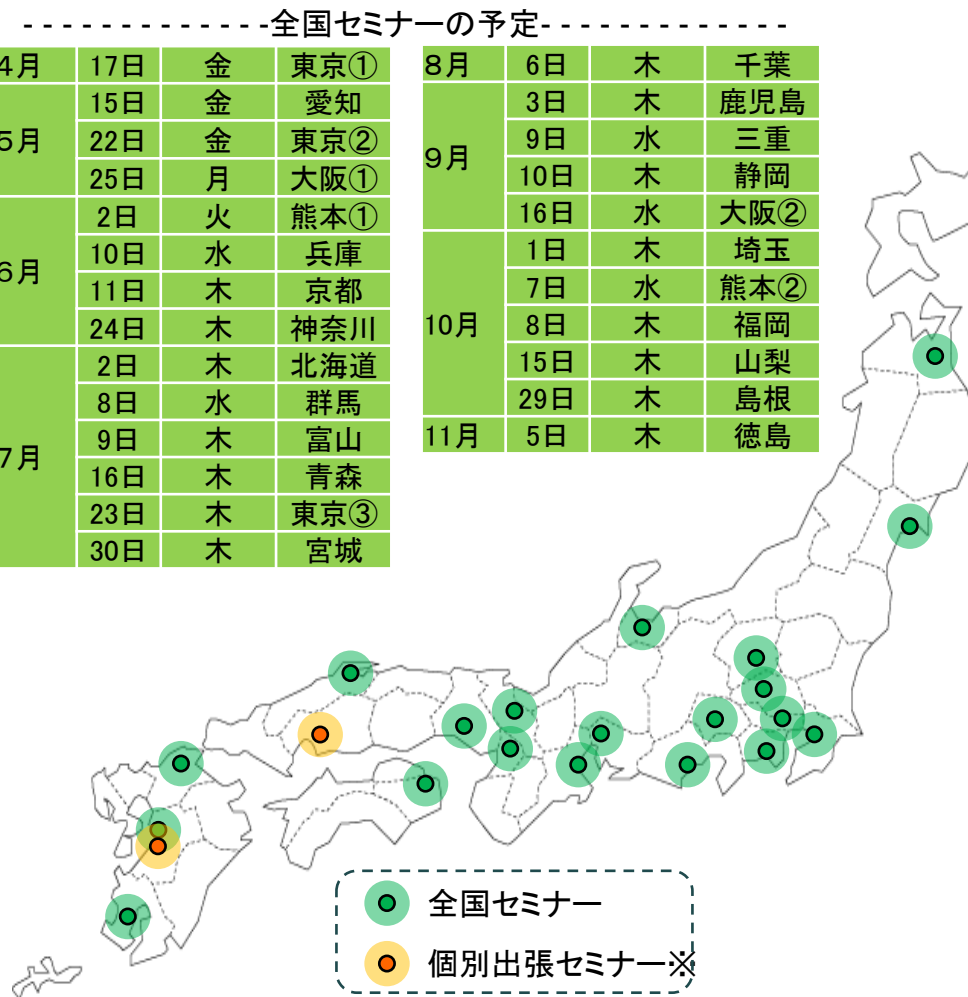 --------------全国セミナーの予定--------------
4月 17日 金 東京①
5月 15日 金 愛知
22日 金 東京②
25日 月 大阪①
6月 2日 火 熊本①
10日 水 兵庫
11日 木 京都
24日 木 神奈川
7月 2日 木 北海道
8日 水 群馬
9日 木 富山
16日 木 青森
23日 木 東京③
30日 木 宮城
8月 6日 木 千葉
9月 3日 木 鹿児島
9日 水 三重
10日 木 静岡
16日 水 大阪②
10月 1日 木 埼玉
7日 水 熊本②
8日 木 福岡
15日 木 山梨
29日 木 島根
11月 5日 木 徳島
全国セミナー
個別出張セミナー※